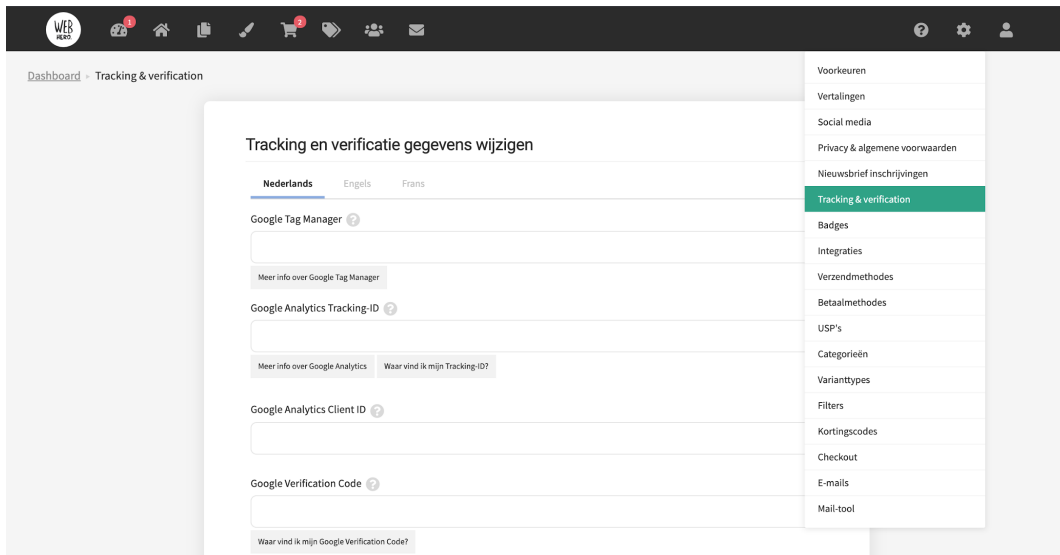 WEB
HERO.
1
2
Dashboard ▸ Tracking & verification
Tracking en verificatie gegevens wijzigen
Nederlands Engels Frans
Google Tag Manager ?
Meer info over Google Tag Manager
Google Analytics Tracking-ID ?
Meer info over Google Analytics Waar vind ik mijn Tracking-ID?
Google Analytics Client ID ?
Google Verification Code ?
Waar vind ik mijn Google Verification Code?
Voorkeuren
Vertalingen
Social media
Privacy & algemene voorwaarden
Nieuwsbrief inschrijvingen
Tracking & verification
Badges
Integraties
Verzendmethodes
Betaalmethodes
USP's
Categorieën
Varianttypes
Filters
Kortingscodes
Checkout
E-mails
Mail-tool